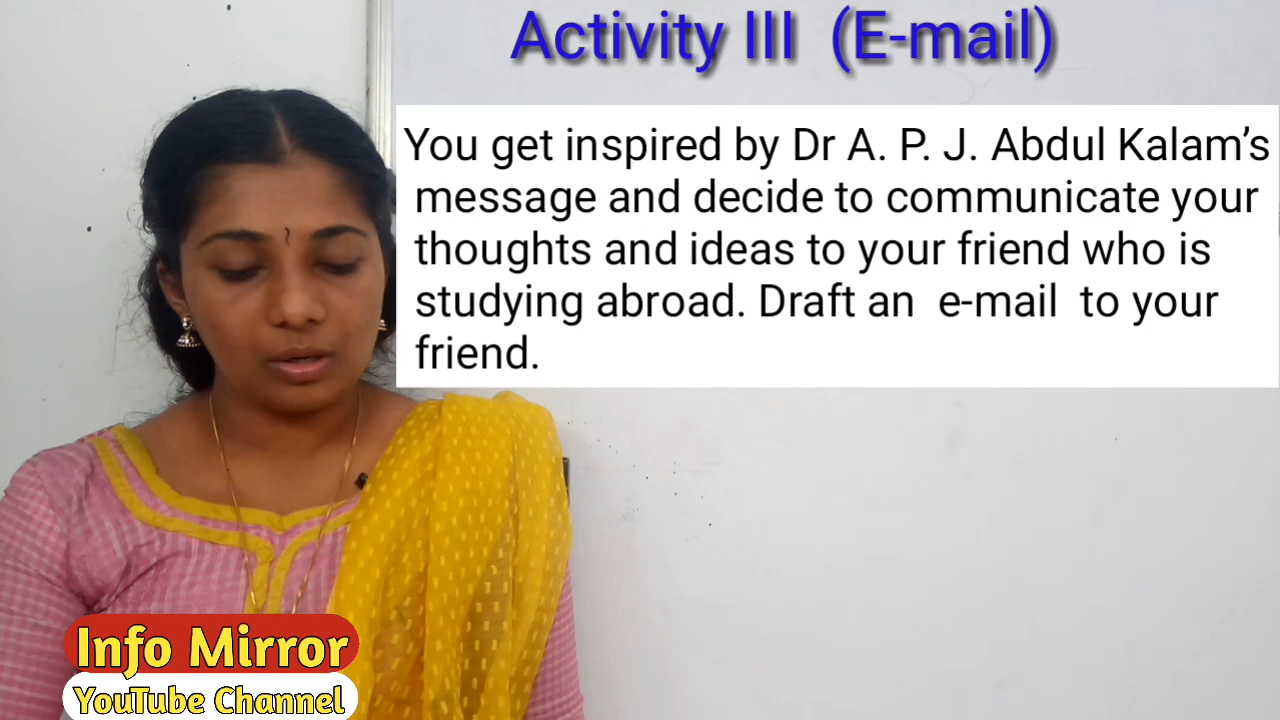 Activity III (E-mail)
You get inspired by Dr A. P. J. Abdul Kalam’s
message and decide to communicate your
thoughts and ideas to your friend who is
studying abroad. Draft an e-mail to your
friend.
Info Mirror
YouTube Channel